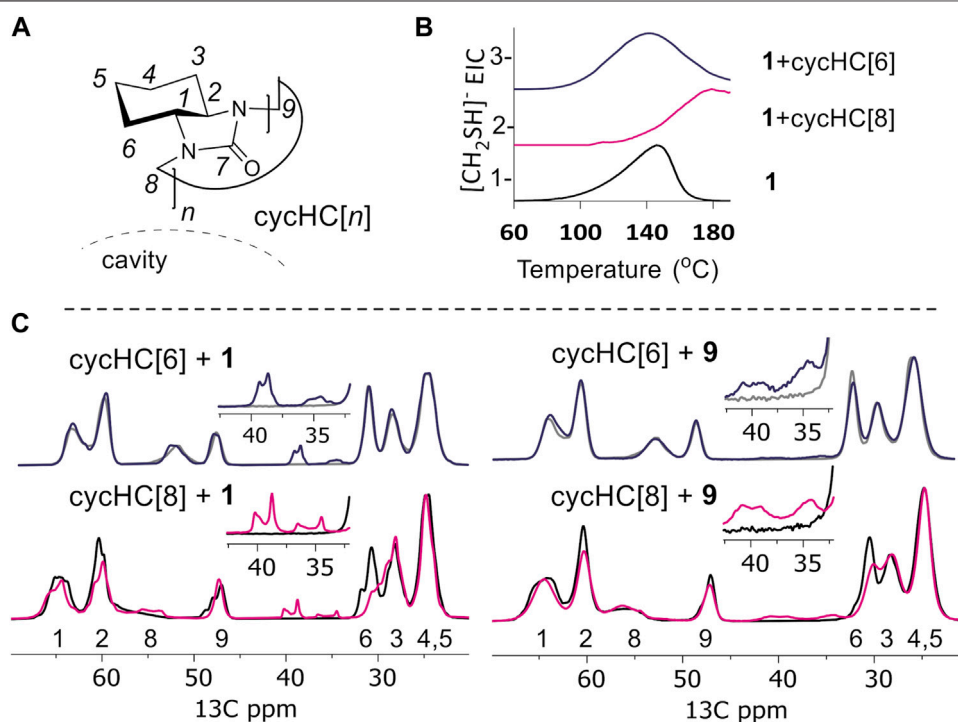 A
3
5 4
2
1
N 9
N
6
7 O
8
n
cycHC[n]
cavity
B
[CH2SH]- EIC
3
2
1
1+cycHC[6]
1+cycHC[8]
1
60 100 140 180
Temperature (oC)
C
cycHC[6] + 1
40 35
cycHC[8] + 1
40 35
1 2 8 9 6 3 4,5
60 50 40 30
13C ppm
cycHC[6] + 9
40 35
cycHC[8] + 9
40 35
1 2 8 9 6 3 4,5
60 50 40 30
13C ppm